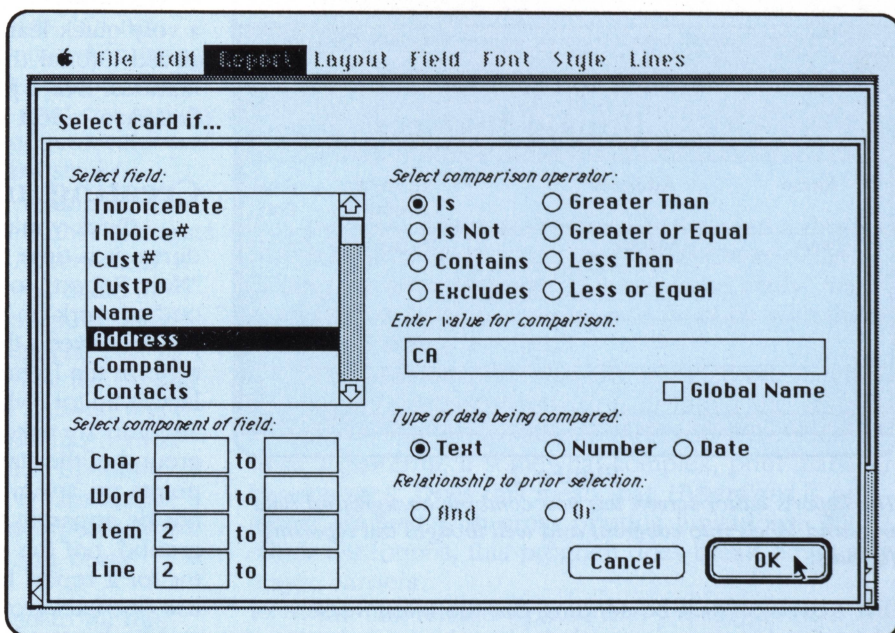 File Edit Report Layout Field Font Style Lines
Select card if...
Select field:
InvoiceDate
Invoice#
Cust#
CustPO
Name
Address
Company
Contacts
Select component of field:
Char to
Word 1 to
Item 2 to
Line 2 to
Select comparison operator:
Is Greater Than
Is Not Greater or Equal
Contains Less Than
Excludes Less or Equal
Enter value for comparison:
CA
Global Name
Type of data being compared:
Text Number Date
Relationship to prior selection:
And Or
Cancel OK